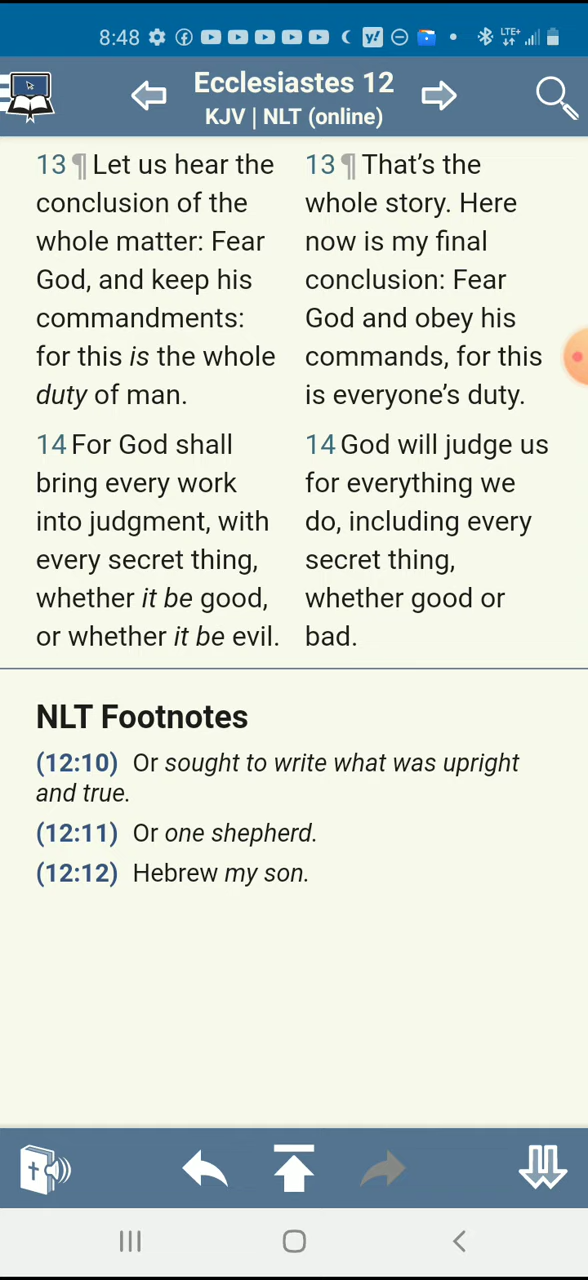 8:48
LTE+
Ecclesiastes 12
KJV | NLT (online)
13 ¶ Let us hear the
conclusion of the
whole matter: Fear
God, and keep his
commandments:
for this is the whole
duty of man.
14 For God shall
bring every work
into judgment, with
every secret thing,
whether it be good,
or whether it be evil.
13 ¶ That’s the
whole story. Here
now is my final
conclusion: Fear
God and obey his
commands, for this
is everyone’s duty.
14 God will judge us
for everything we
do, including every
secret thing,
whether good or
bad.
NLT Footnotes
(12:10) Or sought to write what was upright
and true.
(12:11) Or one shepherd.
(12:12) Hebrew my son.